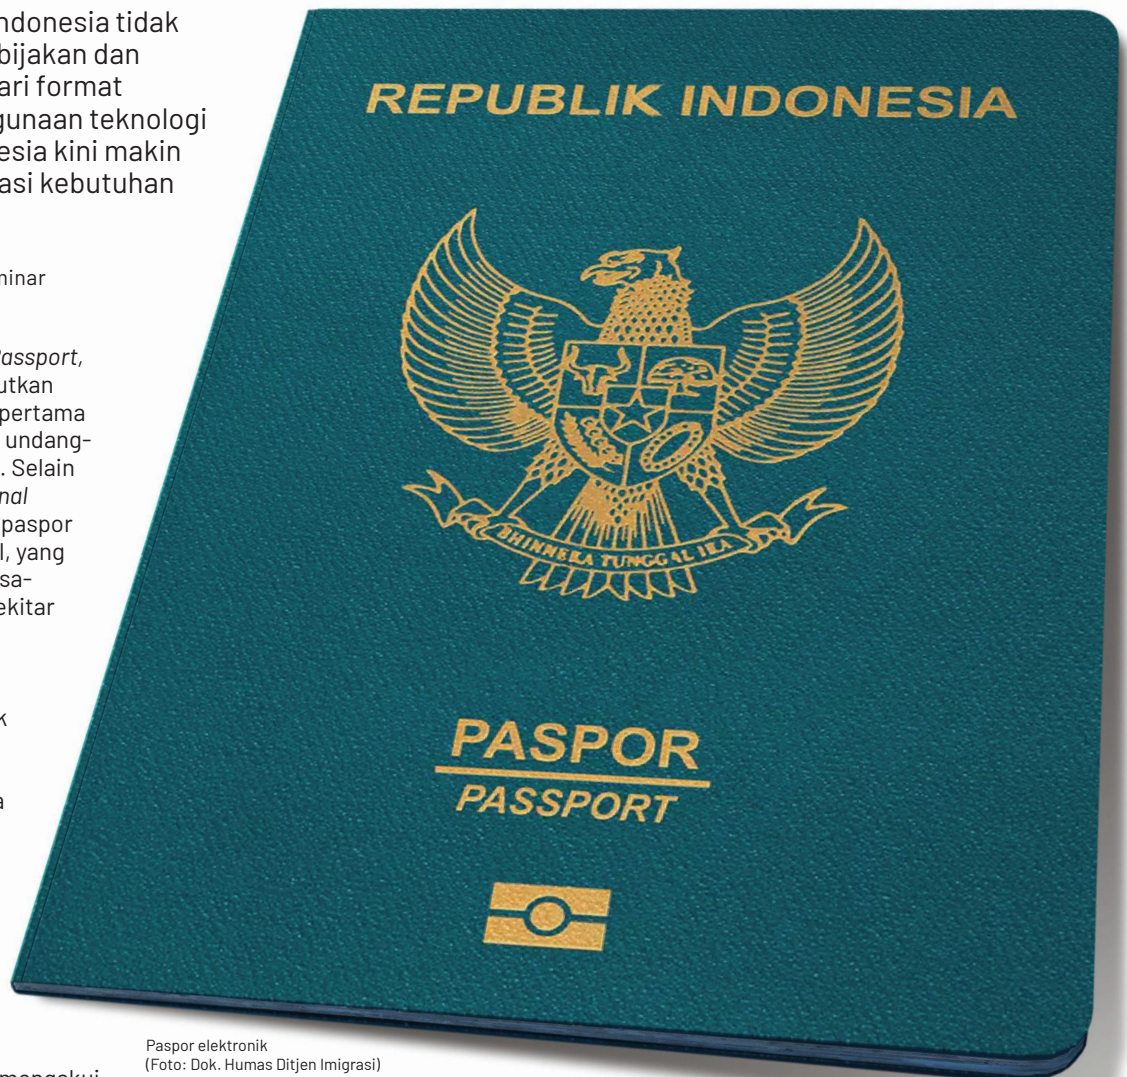 ndonesia tidak
bijakan dan
ari format
gunaan teknologi
esia kini makin
asi kebutuhan
minar
Passport,
utkan
pertama
undang-
. Selain
nal
paspor
l, yang
sa-
ekitar
k
a
REPUBLIK INDONESIA
BHINNEKA TUNGGAL IKA
PASPOR
PASSPORT
Paspor elektronik
(Foto: Dok. Humas Ditjen Imigrasi)
mengakui